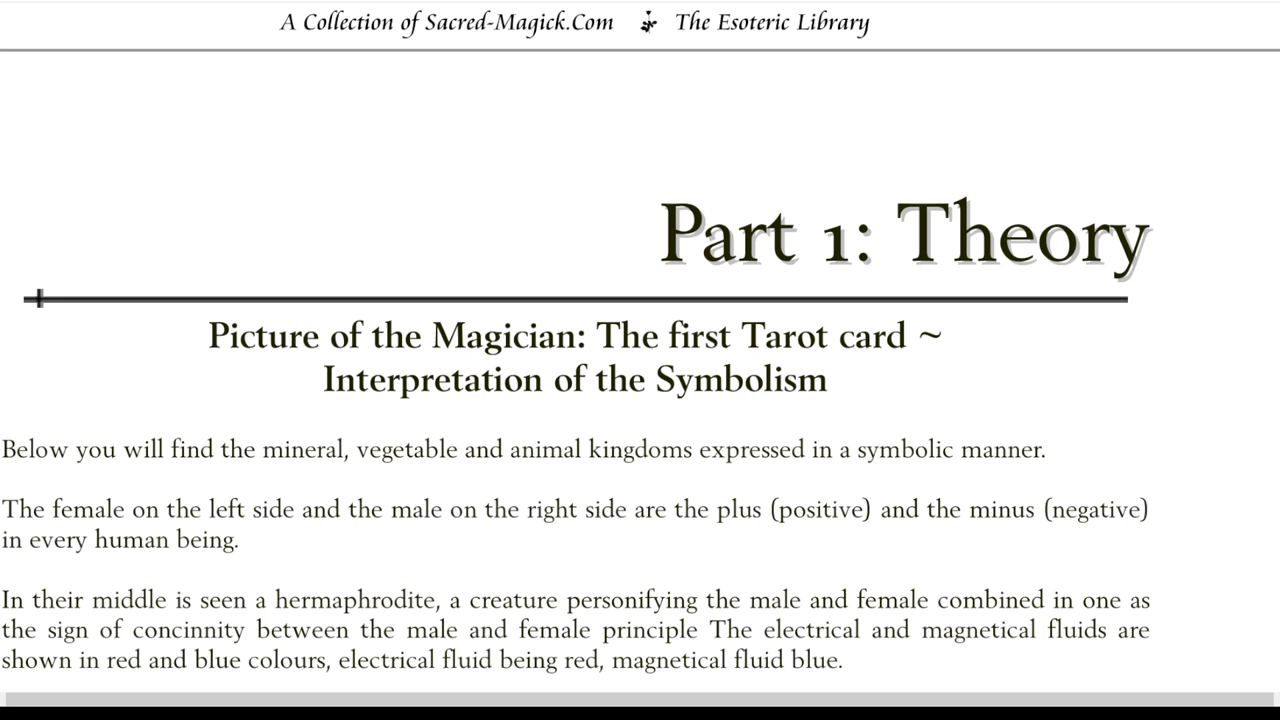 A Collection of Sacred-Magick.Com The Esoteric Library
Part 1: Theory
Picture of the Magician: The first Tarot card ~
Interpretation of the Symbolism
Below you will find the mineral, vegetable and animal kingdoms expressed in a symbolic manner.
The female on the left side and the male on the right side are the plus (positive) and the minus (negative)
in every human being.
In their middle is seen a hermaphrodite, a creature personifying the male and female combined in one as
the sign of concinnity between the male and female principle The electrical and magnetical fluids are
shown in red and blue colours, electrical fluid being red, magnetical fluid blue.